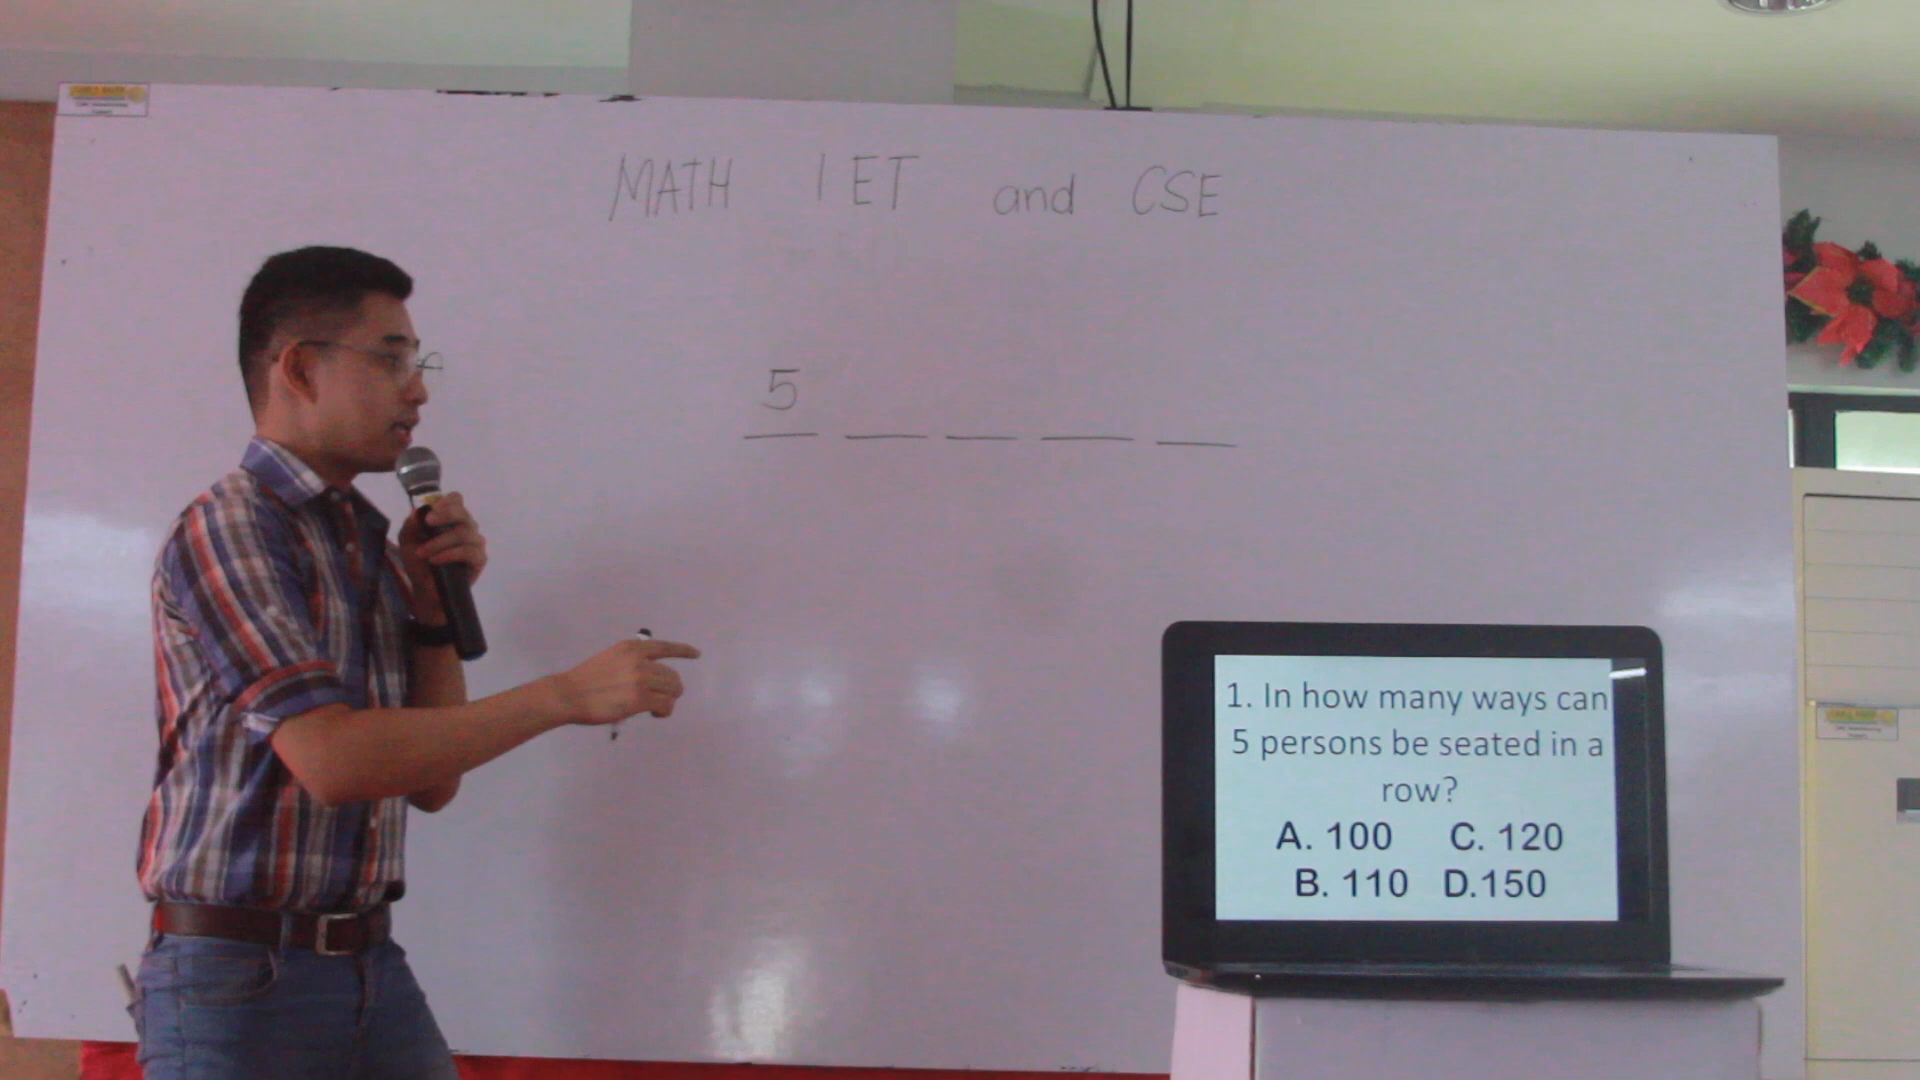 MATH LET and CSE
5
1. In how many ways can
5 persons be seated in a
row?
A. 100 C. 120
B. 110 D.150